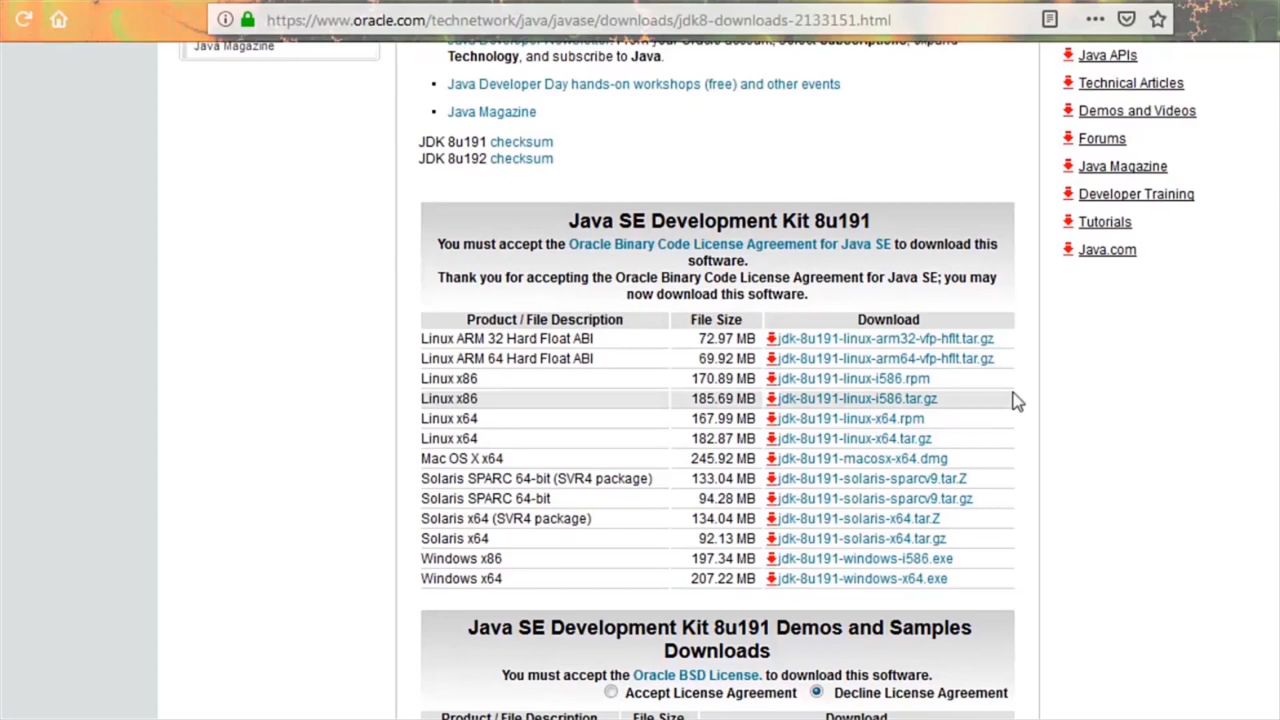 https://www.oracle.com/technetwork/java/javase/downloads/jdk8-downloads-2133151.html
Java Magazine
Technology, and subscribe to Java.
• Java Developer Day hands-on workshops (free) and other events
• Java Magazine
JDK 8u191 checksum
JDK 8u192 checksum
Java APIs
Technical Articles
Demos and Videos
Forums
Java Magazine
Developer Training
Tutorials
Java.com
Java SE Development Kit 8u191
You must accept the Oracle Binary Code License Agreement for Java SE to download this
software.
Thank you for accepting the Oracle Binary Code License Agreement for Java SE; you may
now download this software.
Product / File Description File Size Download
Linux ARM 32 Hard Float ABI 72.97 MB jdk-8u191-linux-arm32-vfp-hflt.tar.gz
Linux ARM 64 Hard Float ABI 69.92 MB jdk-8u191-linux-arm64-vfp-hflt.tar.gz
Linux x86 170.89 MB jdk-8u191-linux-i586.rpm
Linux x86 185.69 MB jdk-8u191-linux-i586.tar.gz
Linux x64 167.99 MB jdk-8u191-linux-x64.rpm
Linux x64 182.87 MB jdk-8u191-linux-x64.tar.gz
Mac OS X x64 245.92 MB jdk-8u191-macosx-x64.dmg
Solaris SPARC 64-bit (SVR4 package) 133.04 MB jdk-8u191-solaris-sparcv9.tar.Z
Solaris SPARC 64-bit 94.28 MB jdk-8u191-solaris-sparcv9.tar.gz
Solaris x64 (SVR4 package) 134.04 MB jdk-8u191-solaris-x64.tar.Z
Solaris x64 92.13 MB jdk-8u191-solaris-x64.tar.gz
Windows x86 197.34 MB jdk-8u191-windows-i586.exe
Windows x64 207.22 MB jdk-8u191-windows-x64.exe
Java SE Development Kit 8u191 Demos and Samples
Downloads
You must accept the Oracle BSD License. to download this software.
Accept License Agreement Decline License Agreement
Product / File Description File Size Download